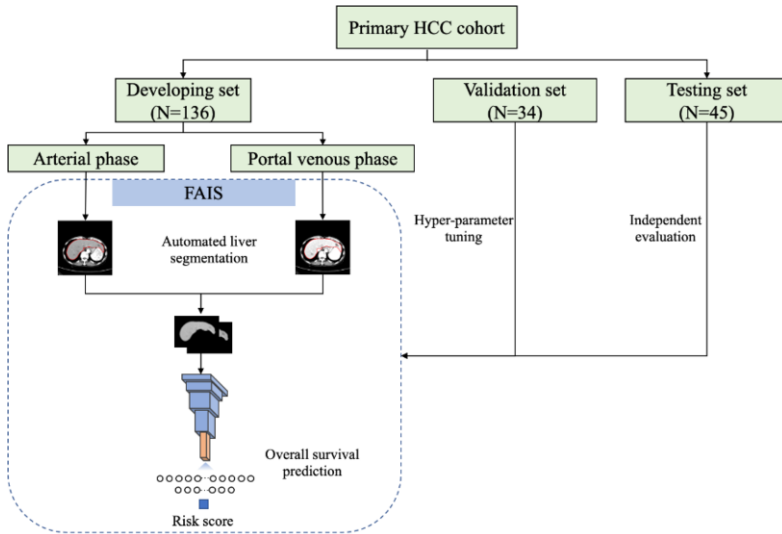 Primary HCC cohort
Developing set
(N=136)
Validation set
(N=34)
Testing set
(N=45)
Arterial phase
Portal venous phase
FAIS
Automated liver
segmentation
Hyper-parameter
tuning
Independent
evaluation
Overall survival
prediction
Risk score